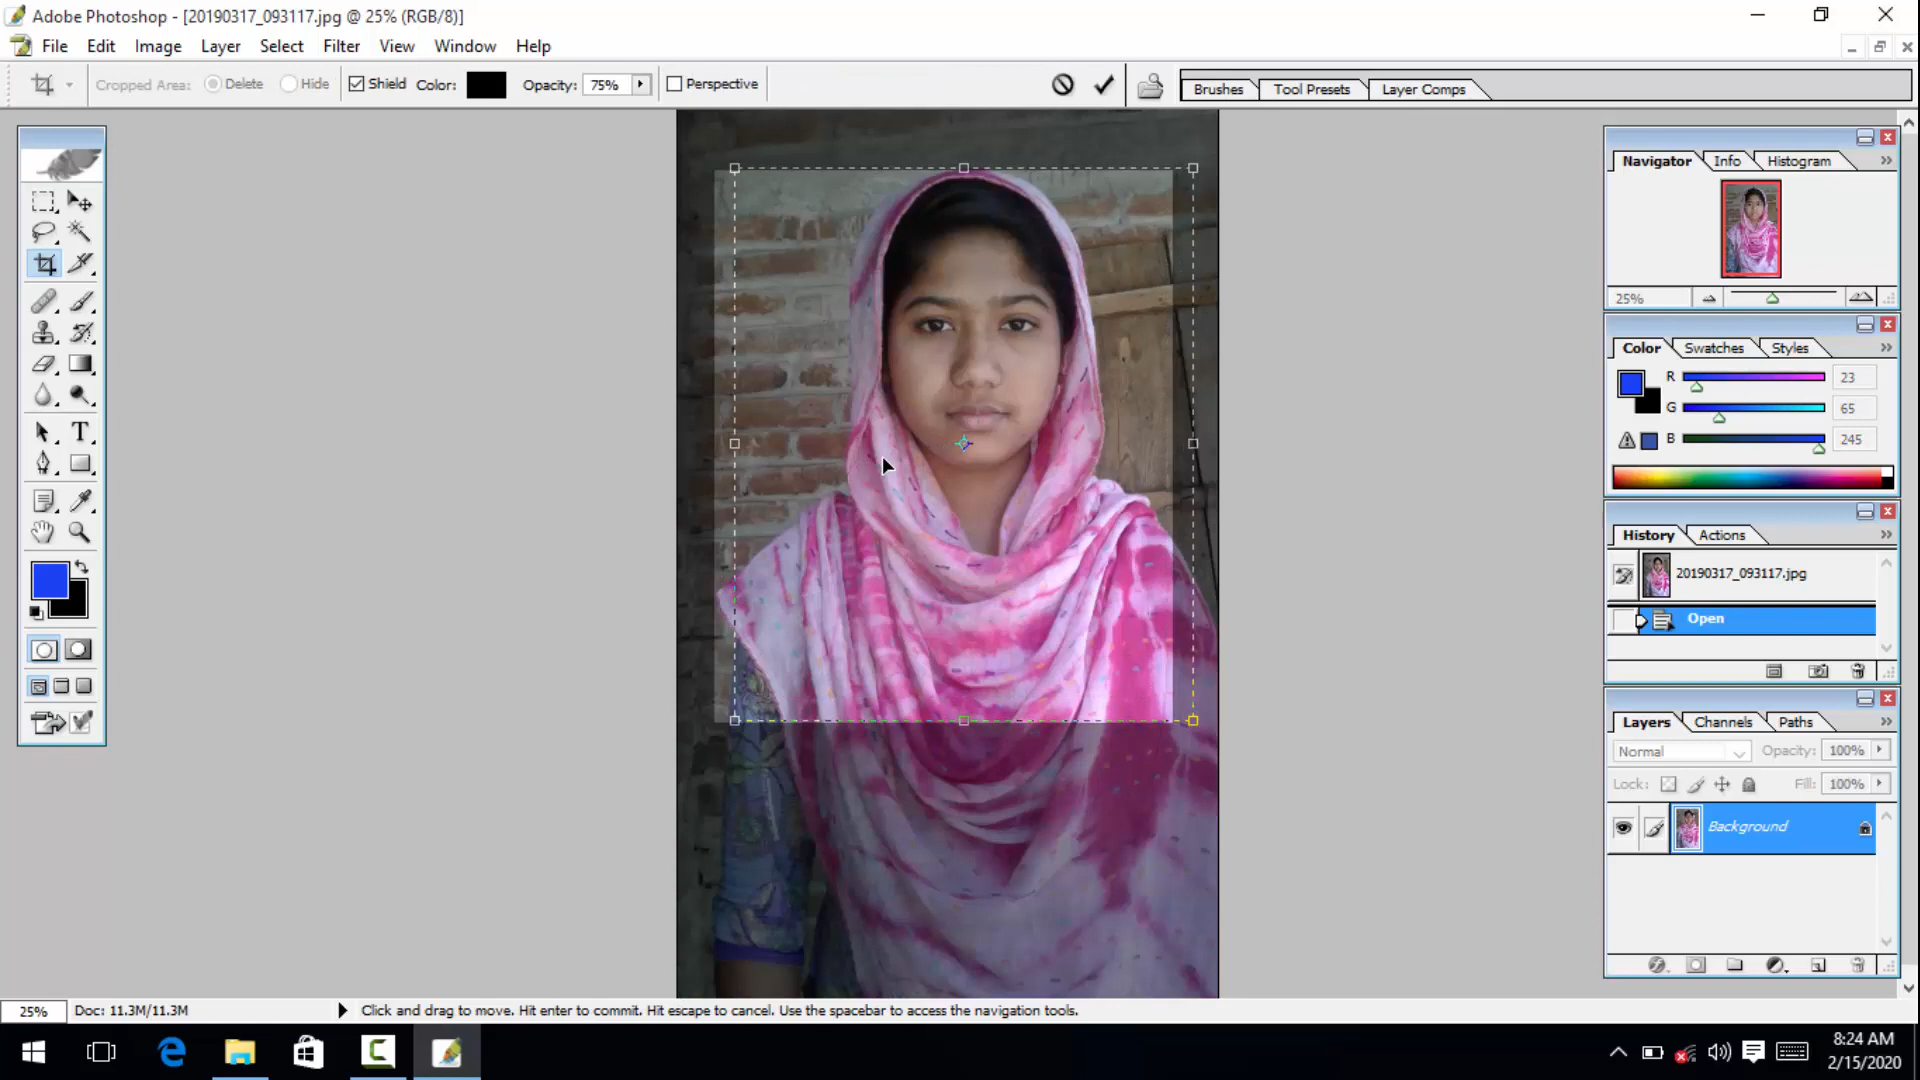 Adobe Photoshop - [20190317_093117.jpg @ 25% (RGB/8)]
File Edit Image Layer Select Filter View Window Help
Cropped Area: Delete Hide Shield Color: Opacity: 75% Perspective
Brushes Tool Presets Layer Comps
Navigator Info Histogram
25%
Color Swatches Styles
R 23
G 65
B 245
History Actions
20190317_093117.jpg
Open
Layers Channels Paths
Normal Opacity: 100%
Lock: Fill: 100%
Background
25% Doc: 11.3M/11.3M Click and drag to move. Hit enter to commit. Hit escape to cancel. Use the spacebar to access the navigation tools.
8:24 AM
2/15/2020